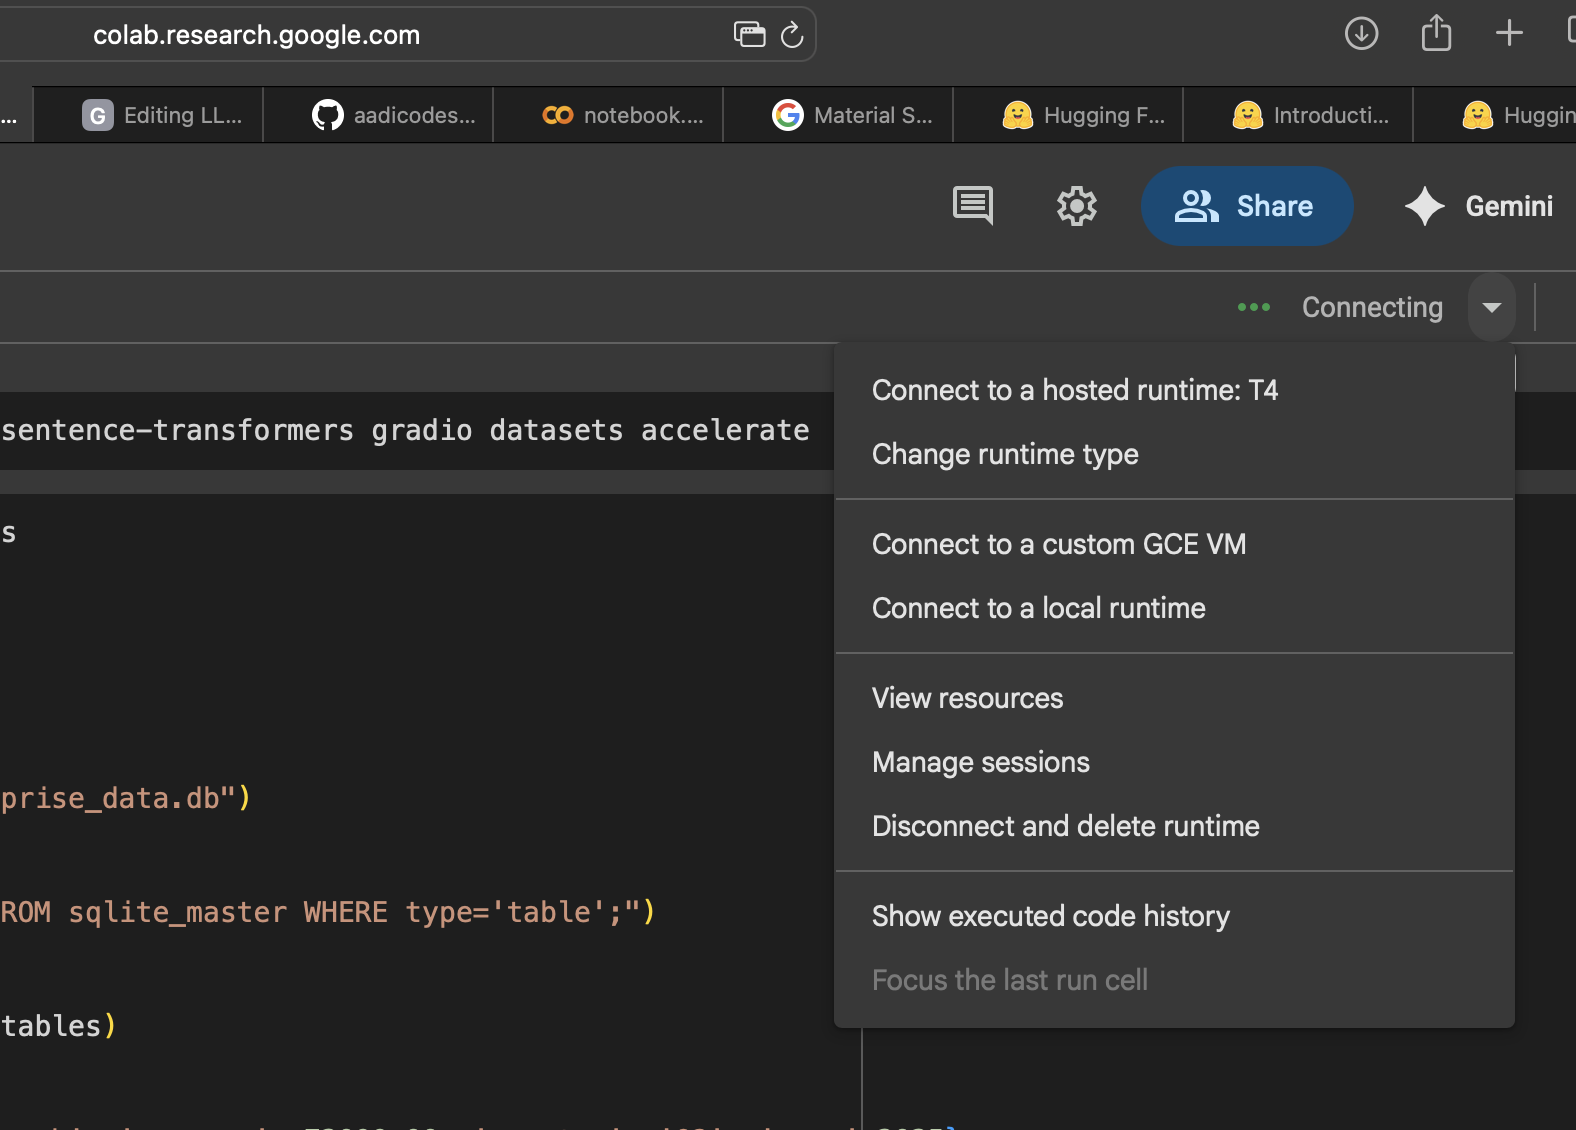 colab.research.google.com
...
G Editing LL...
aadicodes...
notebook....
Material S...
Hugging F...
Introducti...
Huggin
Share
Gemini
Connecting
Connect to a hosted runtime: T4
Change runtime type
Connect to a custom GCE VM
Connect to a local runtime
View resources
Manage sessions
Disconnect and delete runtime
Show executed code history
Focus the last run cell
sentence-transformers gradio datasets accelerate
s
prise_data.db")
ROM sqlite_master WHERE type='table';")
tables)